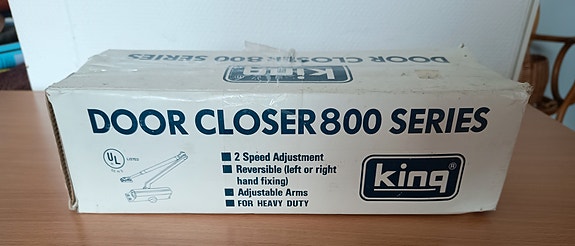 DOOR CLOSER 800 SERIES
king
DOOR CLOSER 800 SERIES
UL
LISTED
2 Speed Adjustment
Reversible (left or right
hand fixing)
Adjustable Arms
FOR HEAVY DUTY
king®